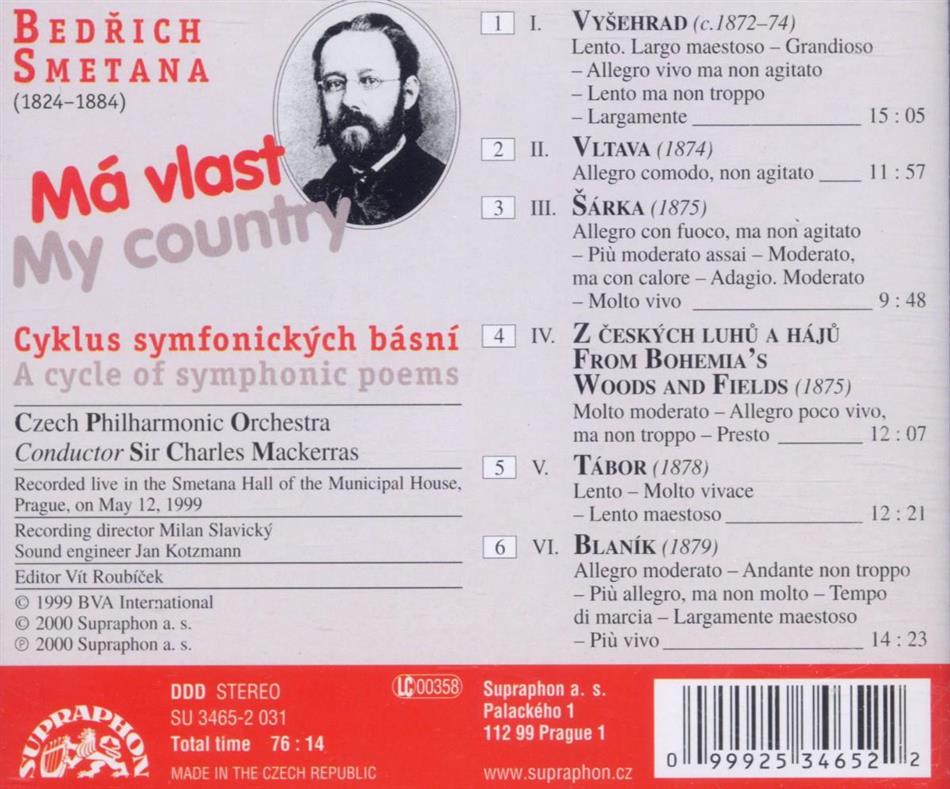 BEDŘICH
SMETANA
(1824–1884)
Má vlast
My country
Cyklus symfonických básní
A cycle of symphonic poems
Czech Philharmonic Orchestra
Conductor Sir Charles Mackerras
Recorded live in the Smetana Hall of the Municipal House,
Prague, on May 12, 1999
Recording director Milan Slavický
Sound engineer Jan Kotzmann
Editor Vít Roubíček
© 1999 BVA International
© 2000 Supraphon a. s.
℗ 2000 Supraphon a. s.
1 I. VYŠEHRAD (c.1872–74)
Lento. Largo maestoso – Grandioso
– Allegro vivo ma non agitato
– Lento ma non troppo
– Largamente 15 : 05
2 II. VLTAVA (1874)
Allegro comodo, non agitato 11 : 57
3 III. ŠÁRKA (1875)
Allegro con fuoco, ma non agitato
– Più moderato assai – Moderato,
ma con calore – Adagio. Moderato
– Molto vivo 9 : 48
4 IV. Z ČESKÝCH LUHŮ A HÁJŮ
FROM BOHEMIA'S
WOODS AND FIELDS (1875)
Molto moderato – Allegro poco vivo,
ma non troppo – Presto 12 : 07
5 V. TÁBOR (1878)
Lento – Molto vivace
– Lento maestoso 12 : 21
6 VI. BLANÍK (1879)
Allegro moderato – Andante non troppo
– Più allegro, ma non molto – Tempo
di marcia – Largamente maestoso
– Più vivo 14 : 23
SUPRAPHON
DDD STEREO
SU 3465-2 031
Total time 76 : 14
MADE IN THE CZECH REPUBLIC
LC 00358
Supraphon a. s.
Palackého 1
112 99 Prague 1
www.supraphon.cz
0 99925 34652 2